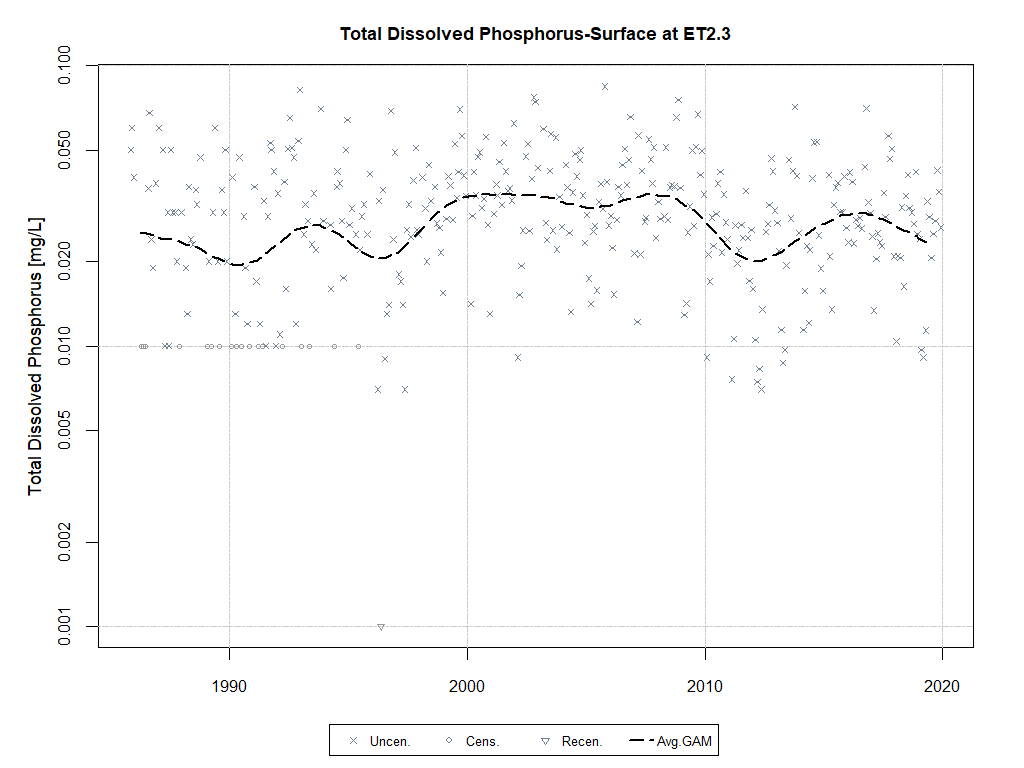 Total Dissolved Phosphorus-Surface at ET2.3
Total Dissolved Phosphorus [mg/L]
0.100
0.050
0.020
0.010
0.005
0.002
0.001
1990 2000 2010 2020
Uncen. Cens. Recen. Avg.GAM